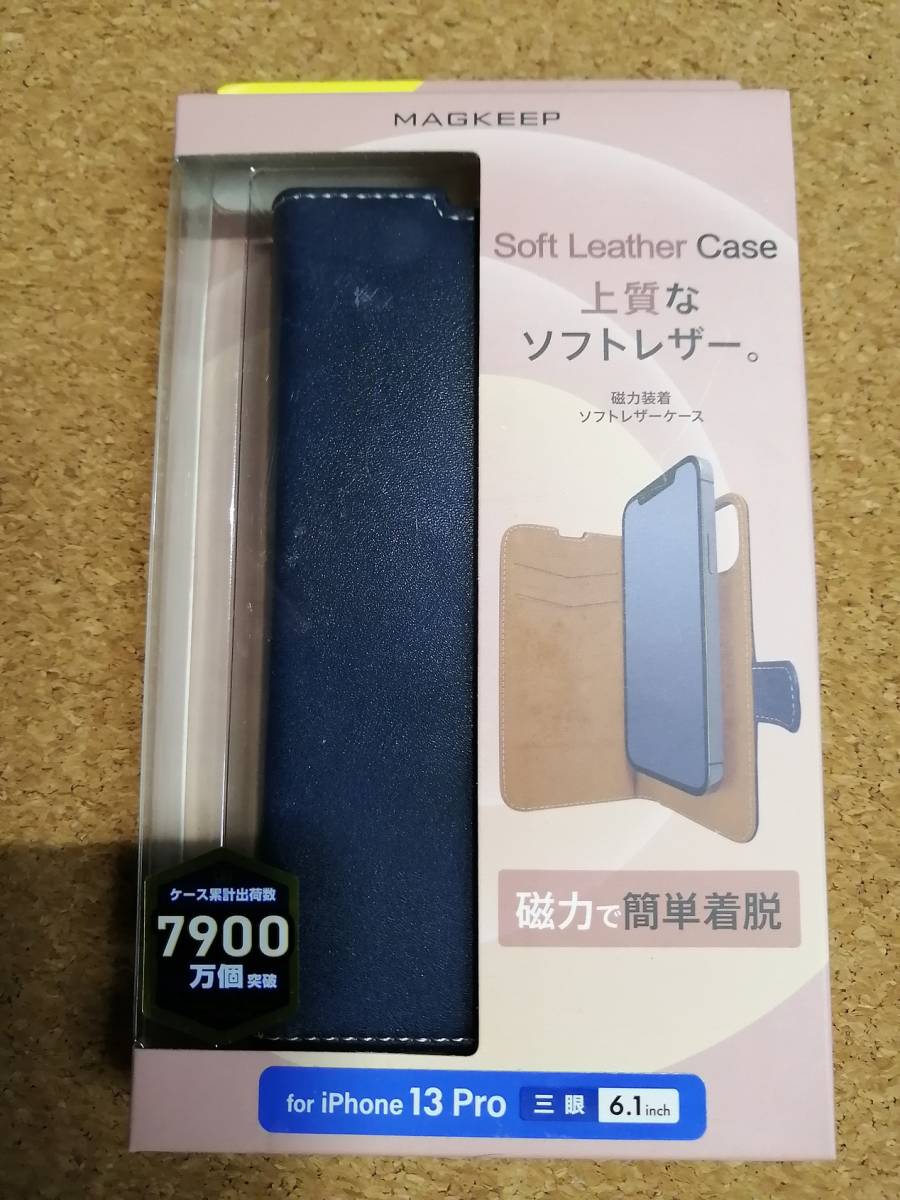 MAGKEEP
Soft Leather Case
上質な
ソフトレザー。
磁力装着
ソフトレザーケース
磁力で簡単着脱
ケース累計出荷数
7900
万個 突破
for iPhone 13 Pro 三眼 6.1inch